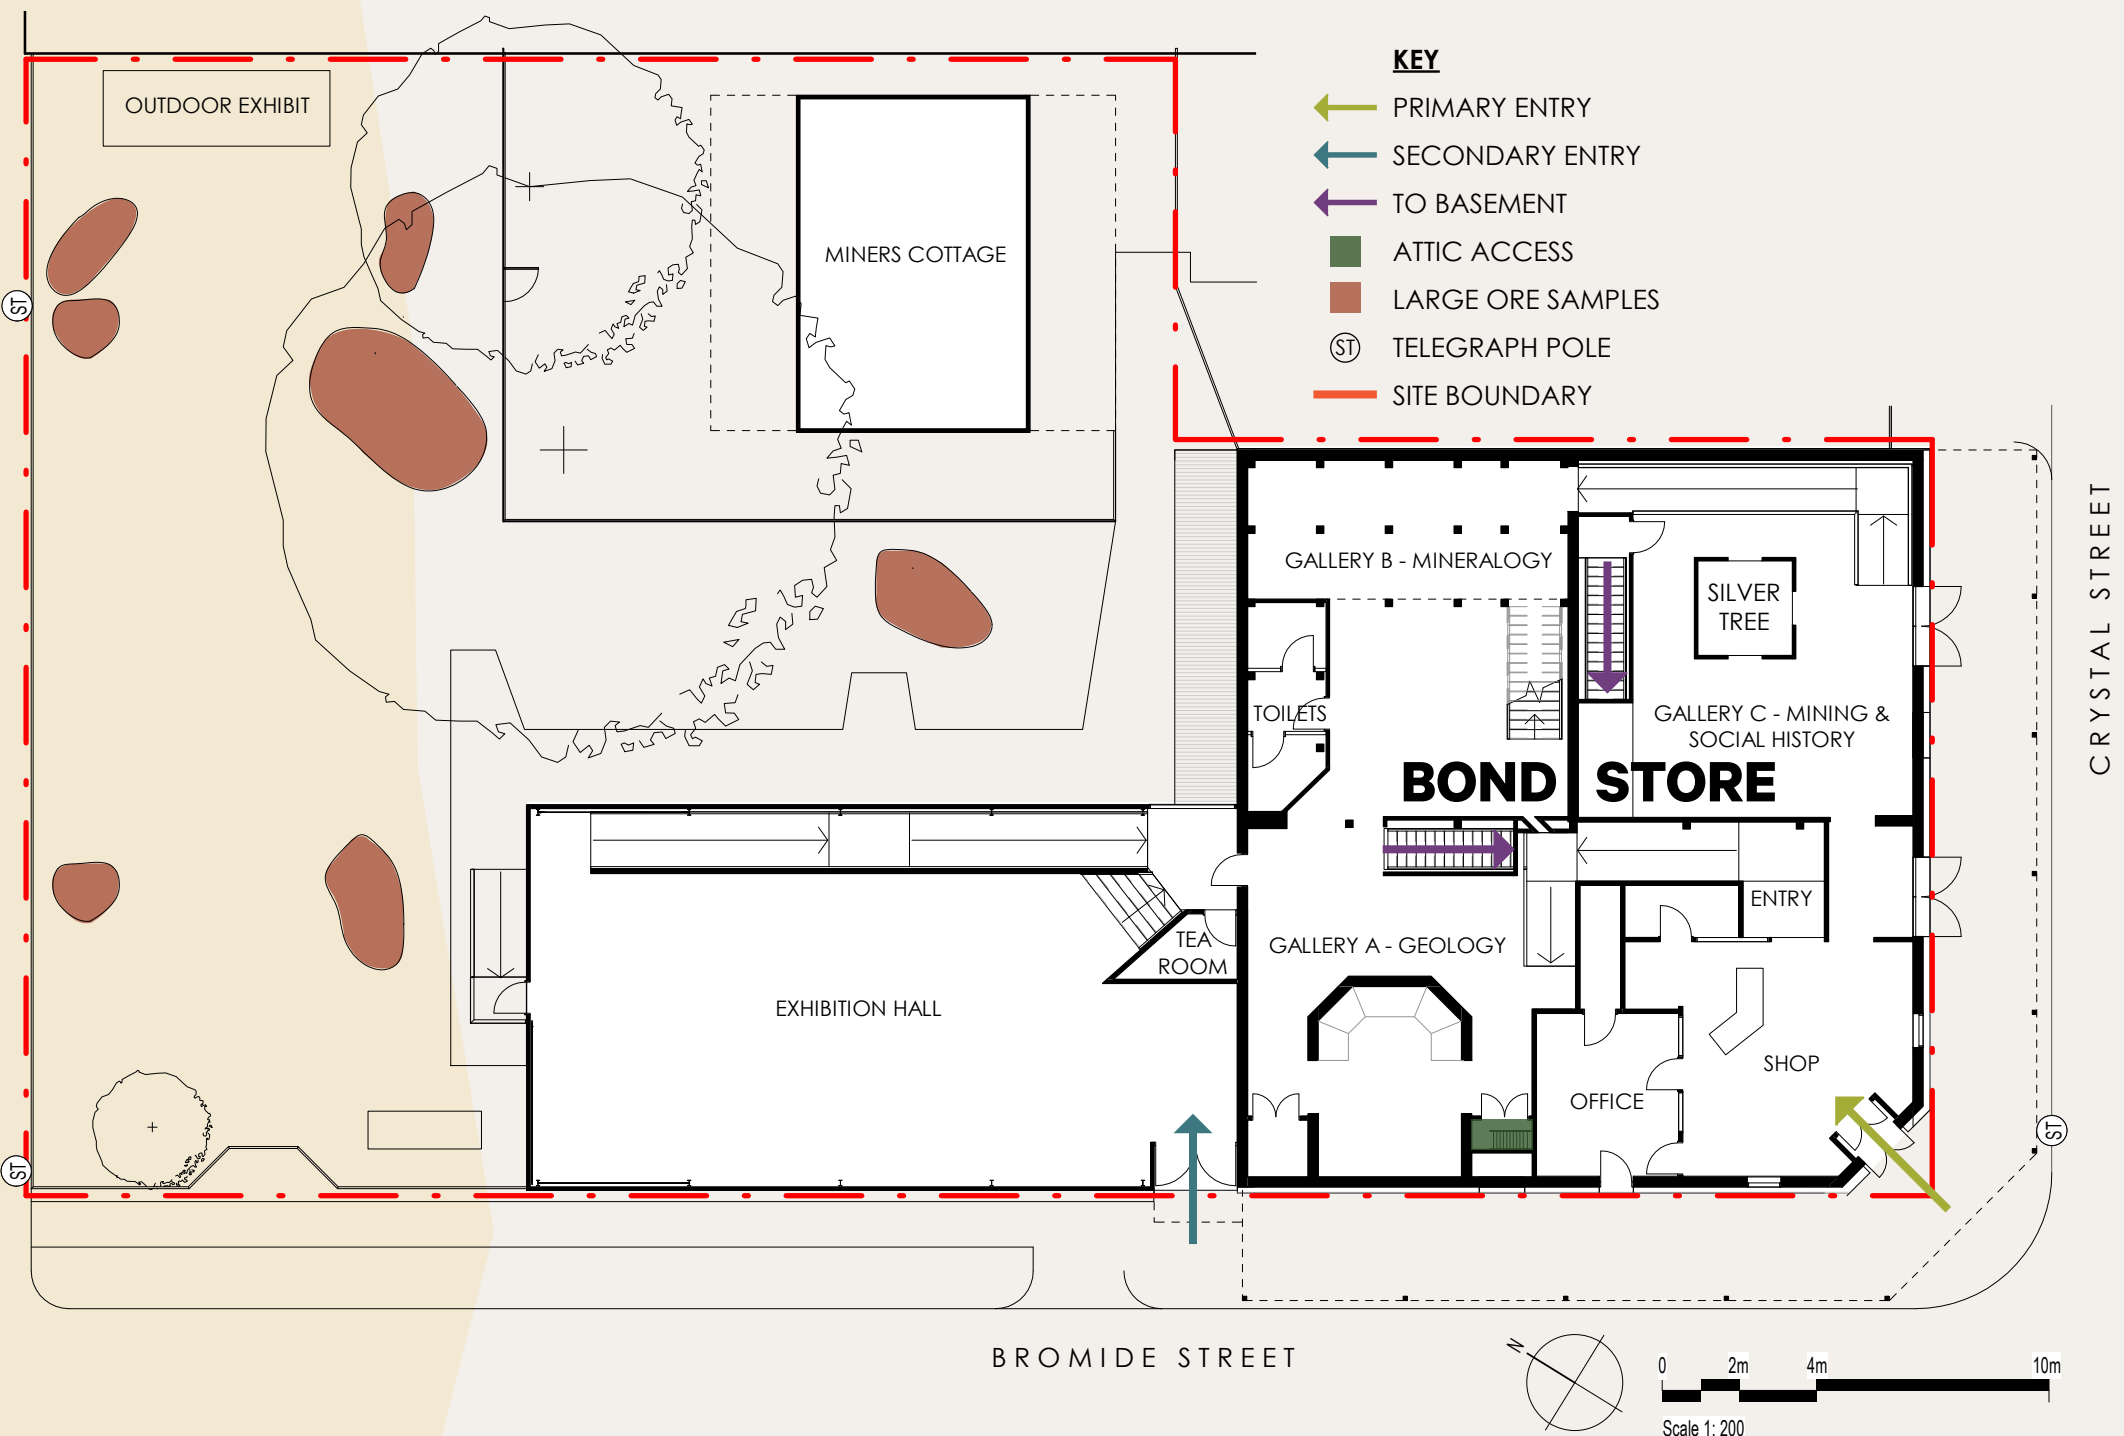 KEY
PRIMARY ENTRY
SECONDARY ENTRY
TO BASEMENT
ATTIC ACCESS
LARGE ORE SAMPLES
ST TELEGRAPH POLE
SITE BOUNDARY
OUTDOOR EXHIBIT
MINERS COTTAGE
ST
GALLERY B - MINERALOGY
SILVER
TREE
CRYSTAL STREET
TOILETS
GALLERY C - MINING &
SOCIAL HISTORY
BOND STORE
ENTRY
TEA
ROOM
GALLERY A - GEOLOGY
EXHIBITION HALL
SHOP
OFFICE
ST
ST
BROMIDE STREET
N
0 2m 4m 10m
Scale 1: 200